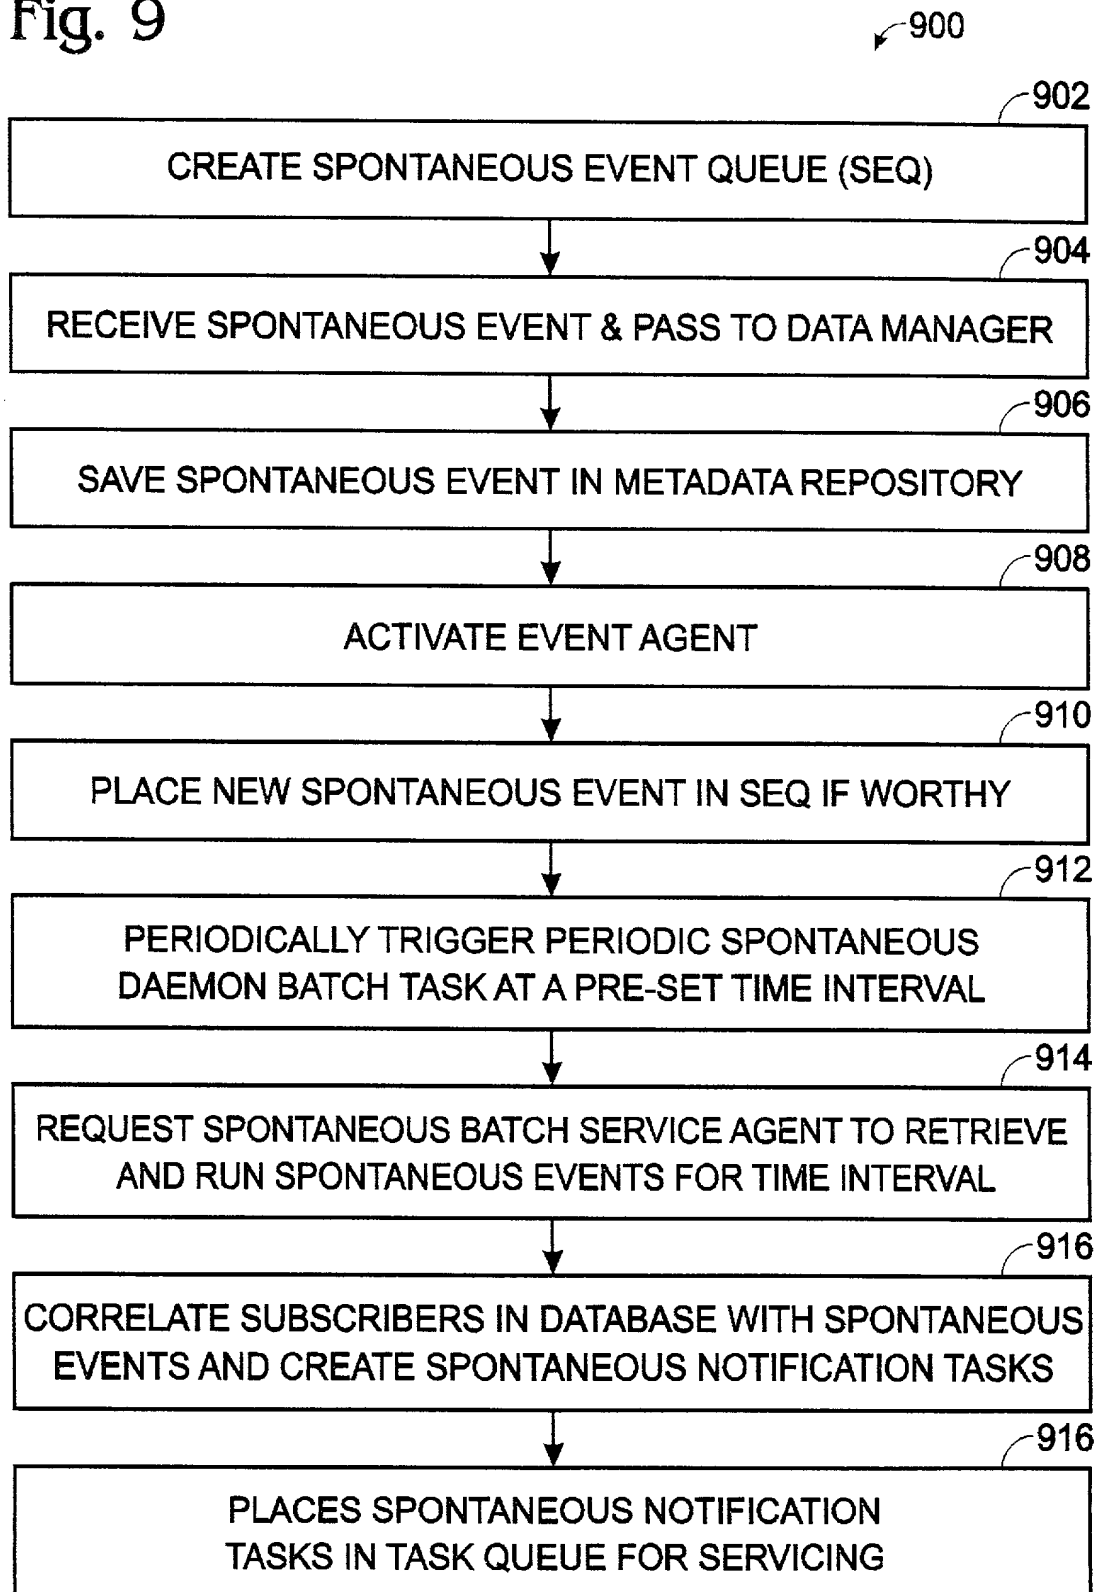 Fig. 9
900
902
CREATE SPONTANEOUS EVENT QUEUE (SEQ)
904
RECEIVE SPONTANEOUS EVENT & PASS TO DATA MANAGER
906
SAVE SPONTANEOUS EVENT IN METADATA REPOSITORY
908
ACTIVATE EVENT AGENT
910
PLACE NEW SPONTANEOUS EVENT IN SEQ IF WORTHY
912
PERIODICALLY TRIGGER PERIODIC SPONTANEOUS
DAEMON BATCH TASK AT A PRE-SET TIME INTERVAL
914
REQUEST SPONTANEOUS BATCH SERVICE AGENT TO RETRIEVE
AND RUN SPONTANEOUS EVENTS FOR TIME INTERVAL
916
CORRELATE SUBSCRIBERS IN DATABASE WITH SPONTANEOUS
EVENTS AND CREATE SPONTANEOUS NOTIFICATION TASKS
916
PLACES SPONTANEOUS NOTIFICATION
TASKS IN TASK QUEUE FOR SERVICING